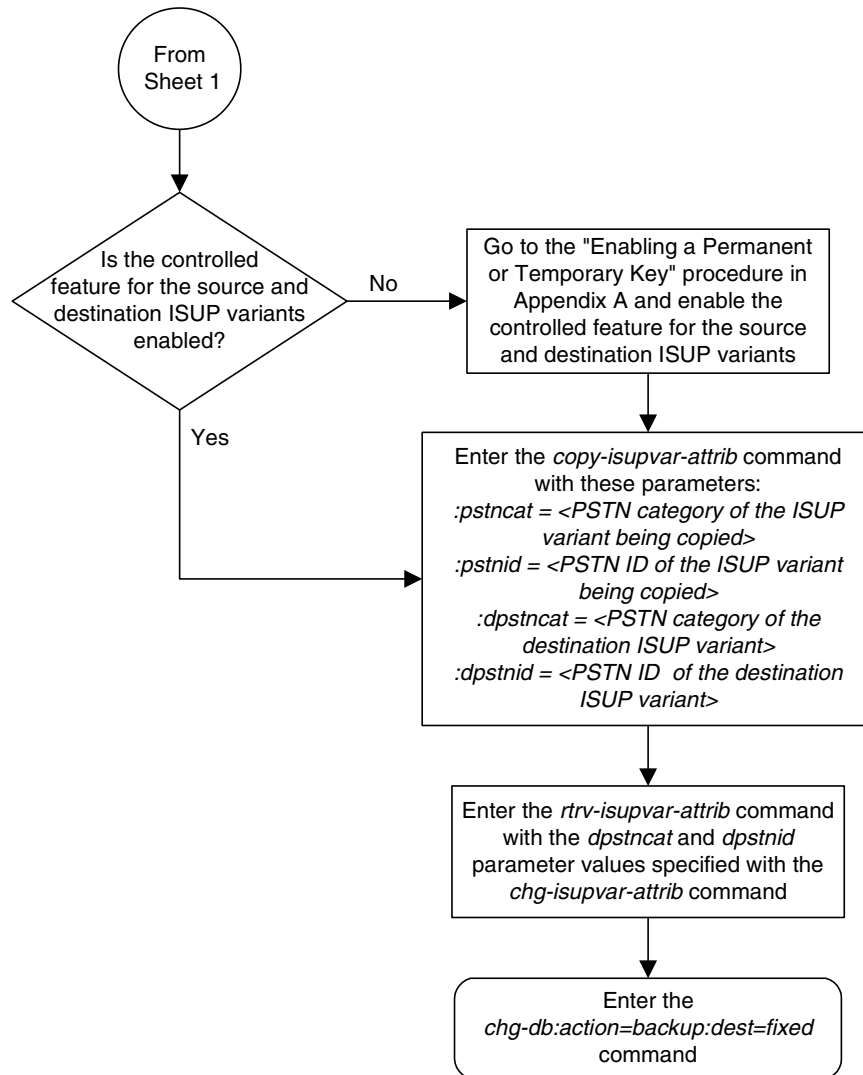 From
Sheet 1
Is the controlled
feature for the source and
destination ISUP variants
enabled?
No
Go to the "Enabling a Permanent
or Temporary Key" procedure in
Appendix A and enable the
controlled feature for the source
and destination ISUP variants
Yes
Enter the copy-isupvar-attrib command
with these parameters:
:pstncat = <PSTN category of the ISUP
variant being copied>
:pstnid = <PSTN ID of the ISUP variant
being copied>
:dpstncat = <PSTN category of the
destination ISUP variant>
:dpstnid = <PSTN ID of the destination
ISUP variant>
Enter the rtrv-isupvar-attrib command
with the dpstncat and dpstnid
parameter values specified with the
chg-isupvar-attrib command
Enter the
chg-db:action=backup:dest=fixed
command